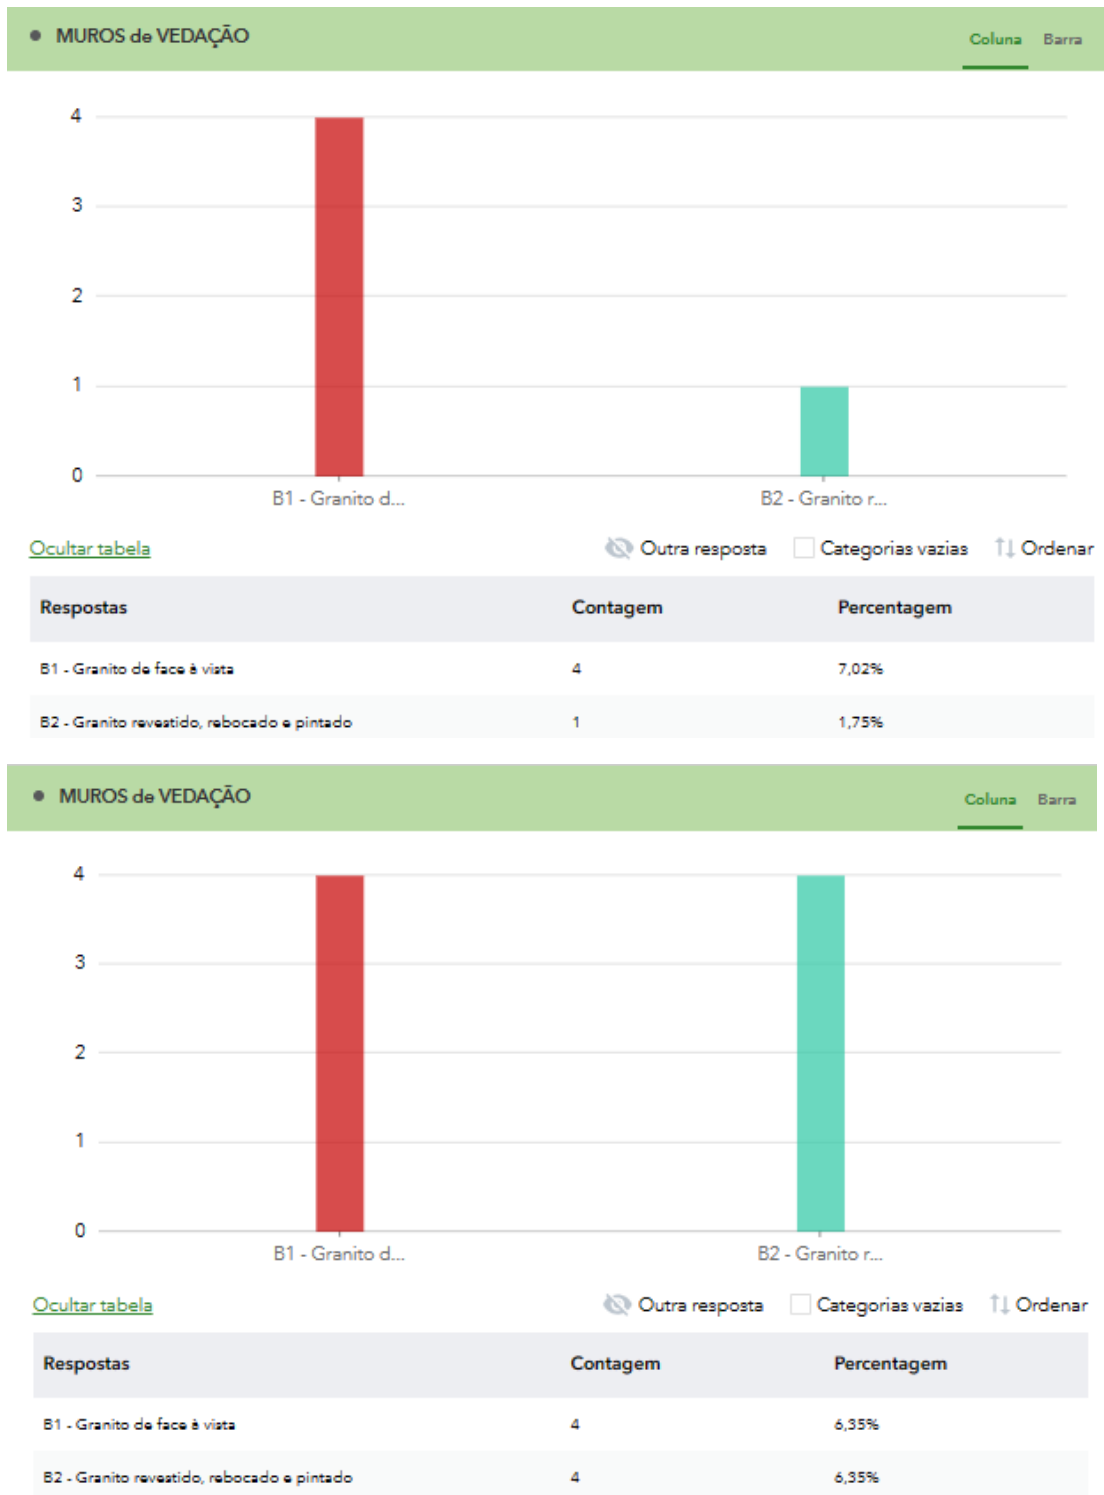 MUROS de VEDAÇÃO Coluna Barra
4
3
2
1
0
B1 - Granito d... B2 - Granito r...
Ocultar tabela Outra resposta Categorias vazias Ordenar
Respostas Contagem Percentagem
B1 - Granito de face à vista 4 7,02%
B2 - Granito revestido, rebocado e pintado 1 1,75%
MUROS de VEDAÇÃO Coluna Barra
4
3
2
1
0
B1 - Granito d... B2 - Granito r...
Ocultar tabela Outra resposta Categorias vazias Ordenar
Respostas Contagem Percentagem
B1 - Granito de face à vista 4 6,35%
B2 - Granito revestido, rebocado e pintado 4 6,35%